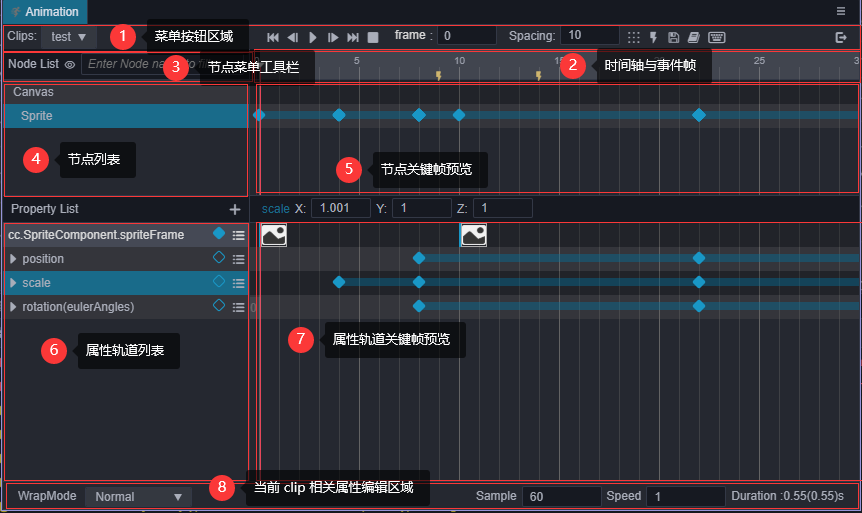 Animation
Clips: test 1 菜单按钮区域 frame : 0 Spacing: 10
Node List Enter Node na 3 节点菜单工具栏 5 10 2 时间轴与事件帧 25
Canvas
Sprite
4 节点列表 5 节点关键帧预览
Property List + scale X: 1.001 Y: 1 Z: 1
cc.SpriteComponent.spriteFrame
position
scale
rotation(eulerAngles) 0
6 属性轨道列表 7 属性轨道关键帧预览
WrapMode Normal 8 当前 clip 相关属性编辑区域 Sample 60 Speed 1 Duration :0.55(0.55)s